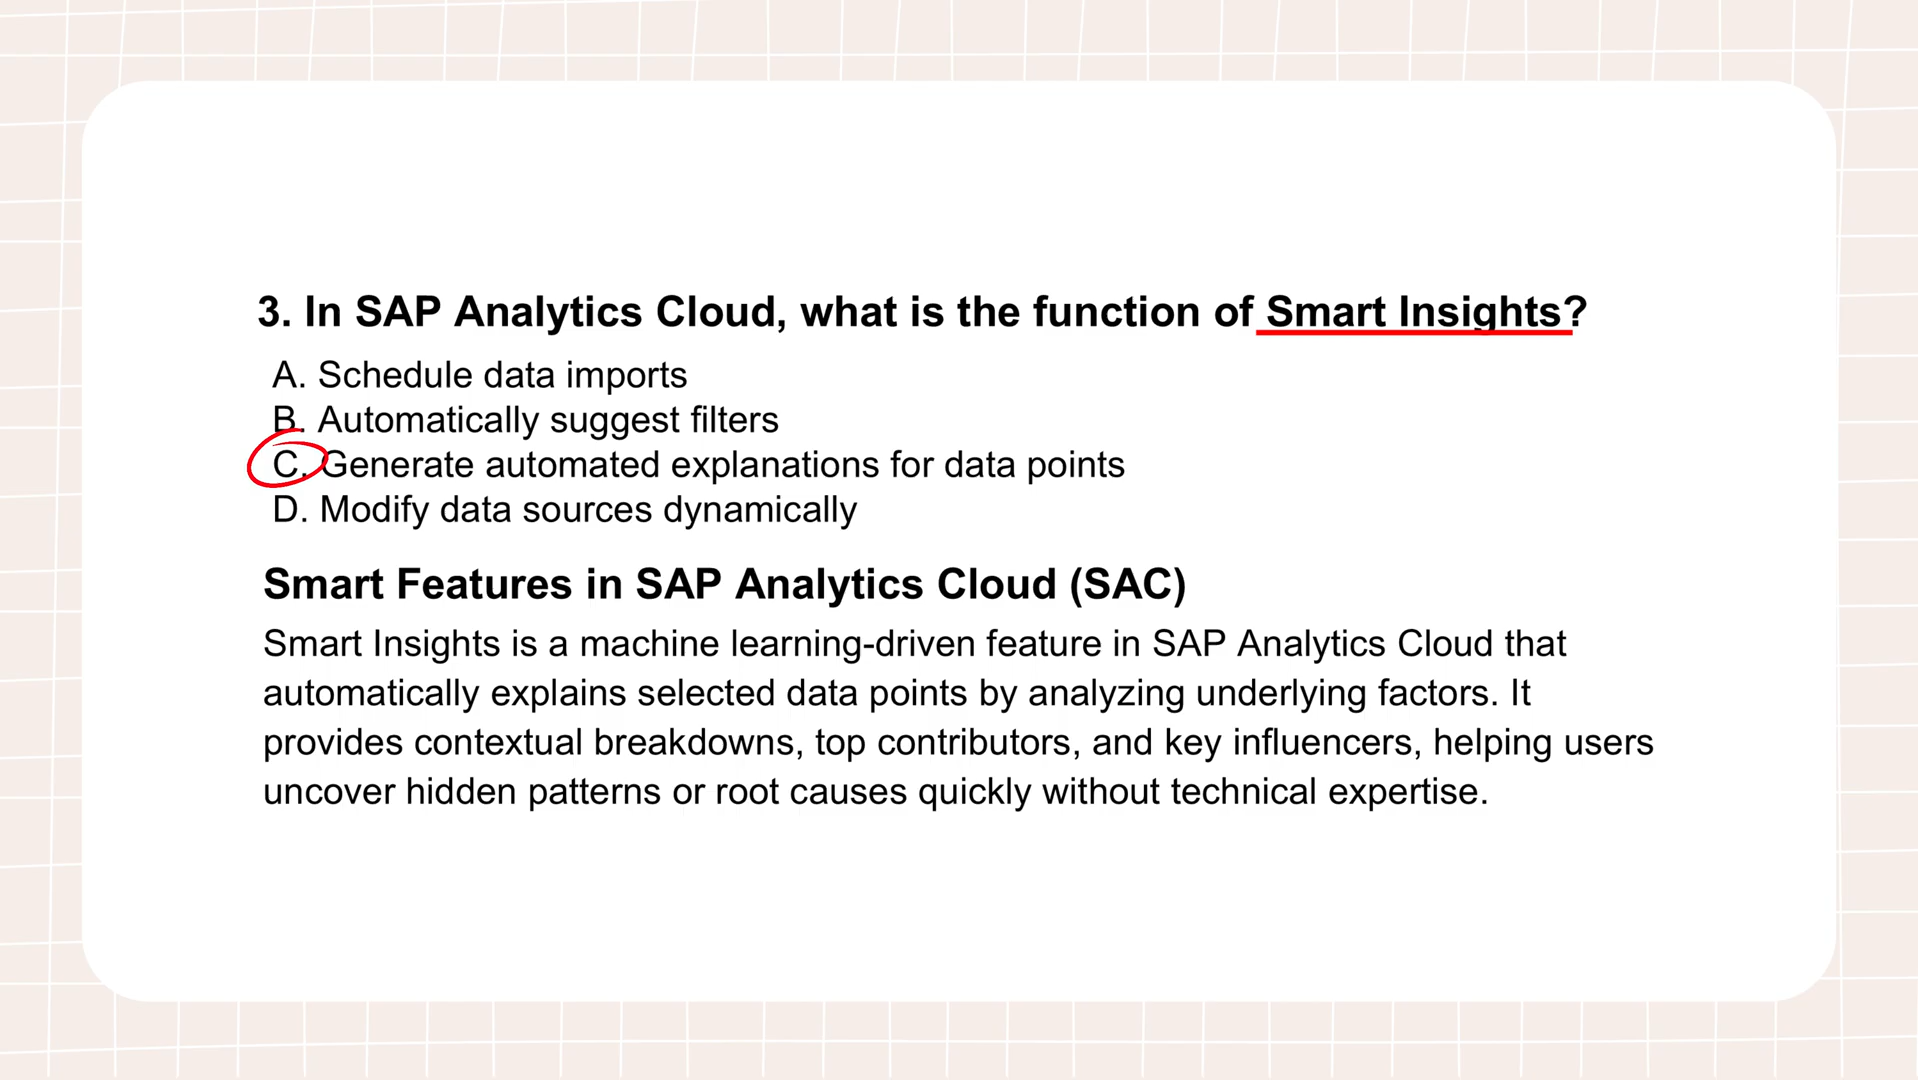 3. In SAP Analytics Cloud, what is the function of Smart Insights?
A. Schedule data imports
B. Automatically suggest filters
C. Generate automated explanations for data points
D. Modify data sources dynamically
Smart Features in SAP Analytics Cloud (SAC)
Smart Insights is a machine learning-driven feature in SAP Analytics Cloud that
automatically explains selected data points by analyzing underlying factors. It
provides contextual breakdowns, top contributors, and key influencers, helping users
uncover hidden patterns or root causes quickly without technical expertise.